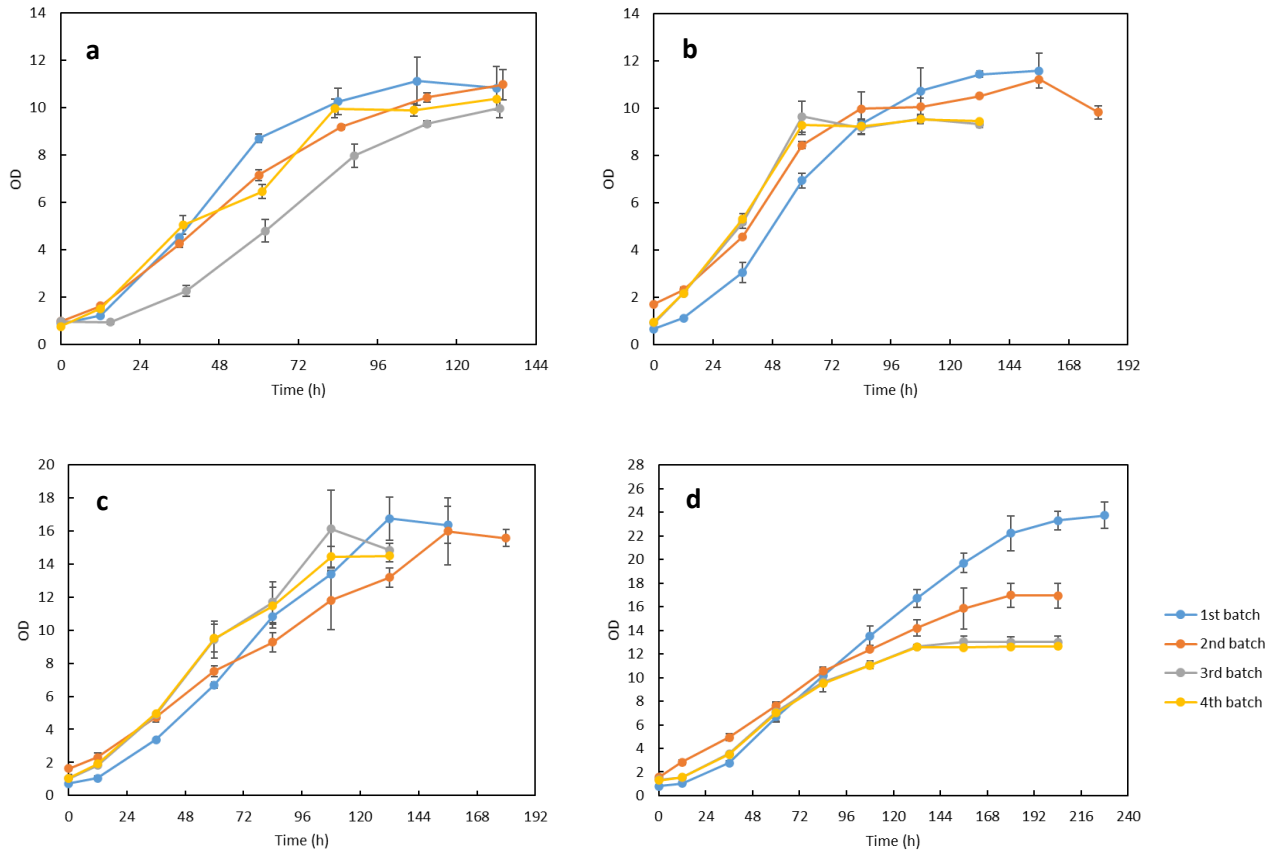 a
14
12
10
8
6
4
2
0
OD
0 24 48 72 96 120 144
Time (h)
b
14
12
10
8
6
4
2
0
OD
0 24 48 72 96 120 144 168 192
Time (h)
c
20
18
16
14
12
10
8
6
4
2
0
OD
0 24 48 72 96 120 144 168 192
Time (h)
d
28
26
24
22
20
18
16
14
12
10
8
6
4
2
0
OD
0 24 48 72 96 120 144 168 192 216 240
Time (h)
1st batch
2nd batch
3rd batch
4th batch